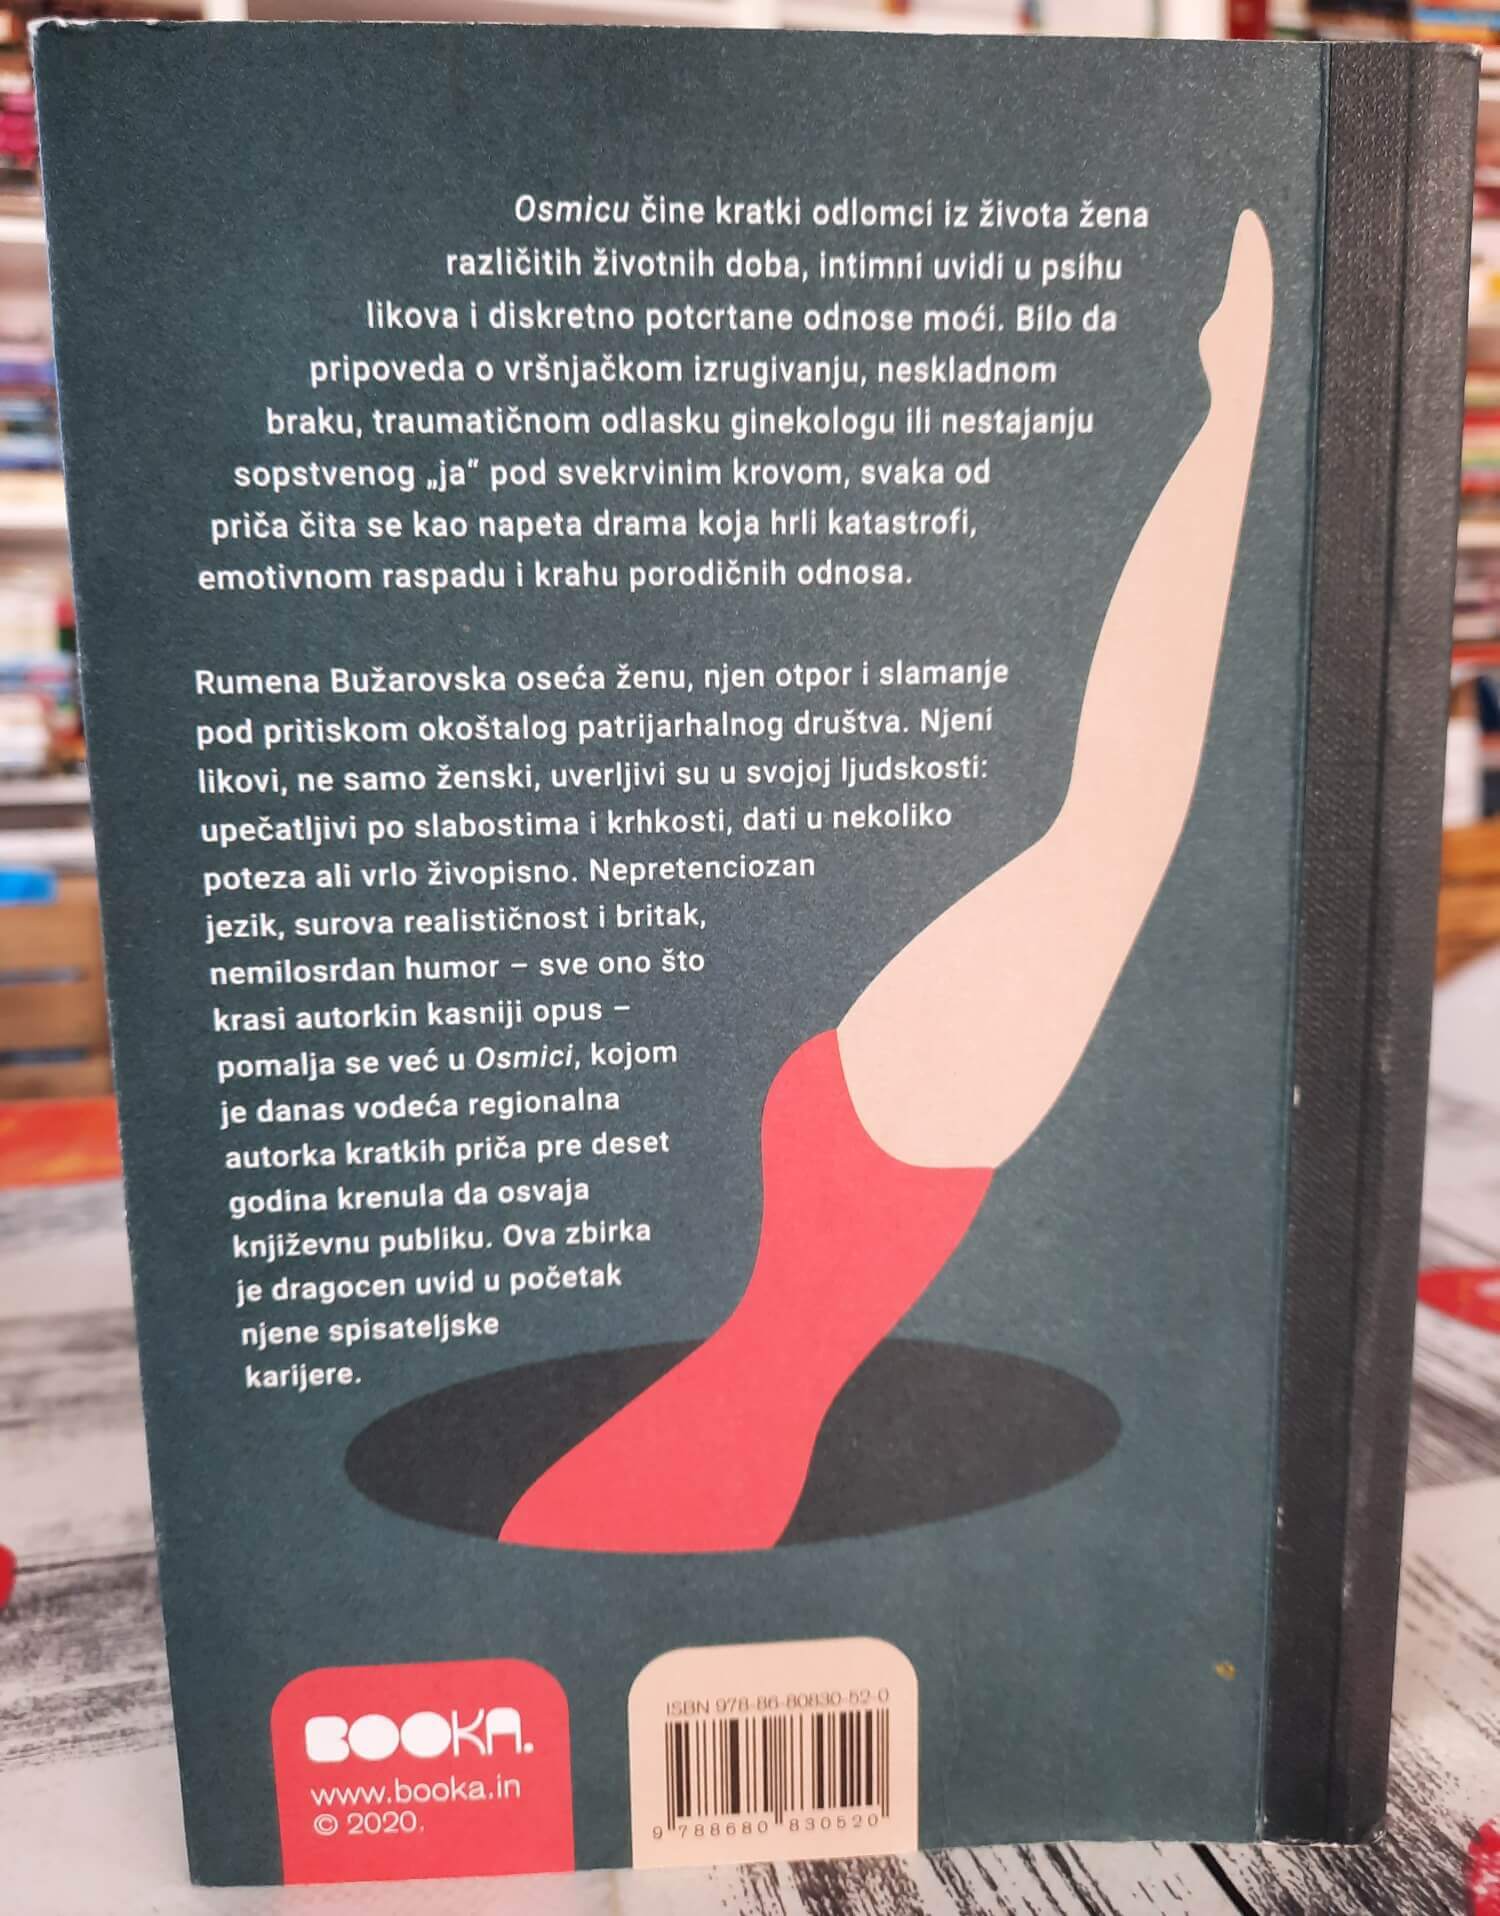 Osmicu čine kratki odlomci iz života žena
različitih životnih doba, intimni uvidi u psihu
likova i diskretno potcrtane odnose moći. Bilo da
pripoveda o vršnjačkom izrugivanju, neskladnom
braku, traumatičnom odlasku ginekologu ili nestajanju
sopstvenog „ja“ pod svekrvinim krovom, svaka od
priča čita se kao napeta drama koja hrli katastrofi,
emotivnom raspadu i krahu porodičnih odnosa.
Rumena Bužarovska oseća ženu, njen otpor i slamanje
pod pritiskom okoštalog patrijarhalnog društva. Njeni
likovi, ne samo ženski, uverljivi su u svojoj ljudskosti:
upečatljivi po slabostima i krhkosti, dati u nekoliko
poteza ali vrlo živopisno. Nepretenciozan
jezik, surova realističnost i britak,
nemilosrdan humor – sve ono što
krasi autorkin kasniji opus –
pomalja se već u Osmici, kojom
je danas vodeća regionalna
autorka kratkih priča pre deset
godina krenula da osvaja
književnu publiku. Ova zbirka
je dragocen uvid u početak
njene spisateljske
karijere.
BOOKA.
www.booka.in
© 2020.
ISBN 978-86-80830-52-0
9 788680 830520